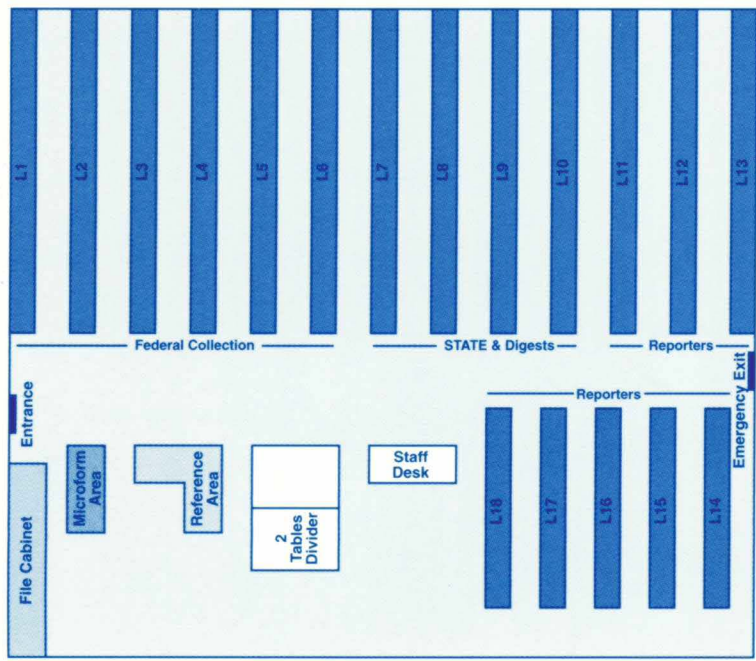 L1
L2
L3
L4
L5
L6
L7
L8
L9
L10
L11
L12
L13
Federal Collection
STATE & Digests
Reporters
Entrance
Reporters
Emergency Exit
File Cabinet
Microform
Area
Reference
Area
2
Tables
Divider
Staff
Desk
L18
L17
L16
L15
L14